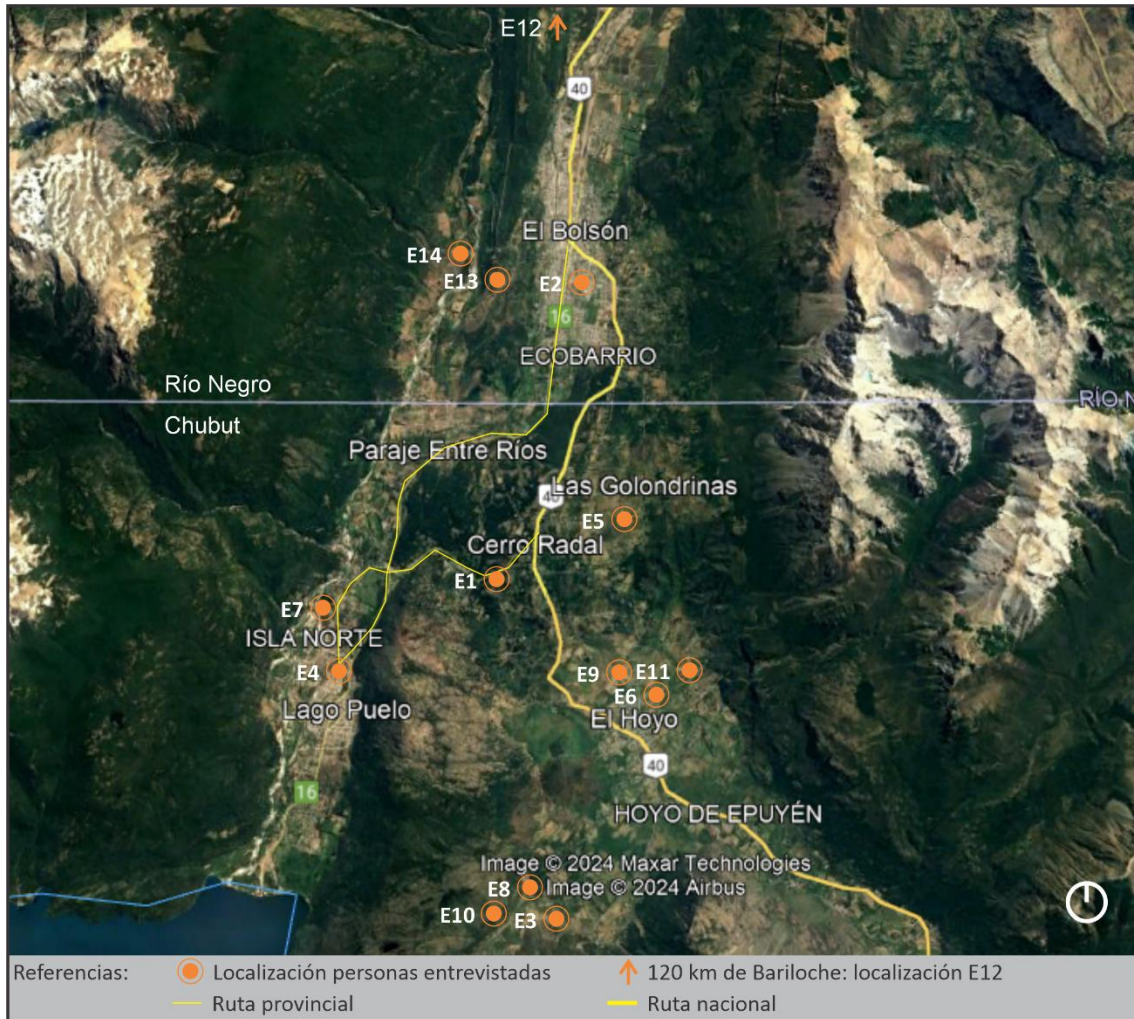 E12
40
El Bolsón
E14
E13
E2
16
ECOBARRIO
Río Negro
RÍO N
Chubut
Paraje Entre Ríos
40
Las Golondrinas
E5
Cerro Radal
E1
E7
ISLA NORTE
E4
E9
E11
E6
Lago Puelo
El Hoyo
40
16
HOYO DE EPUYÉN
Image © 2024 Maxar Technologies
E8
Image © 2024 Airbus
E10
E3
Referencias:
Localización personas entrevistadas
120 km de Bariloche: localización E12
Ruta provincial
Ruta nacional